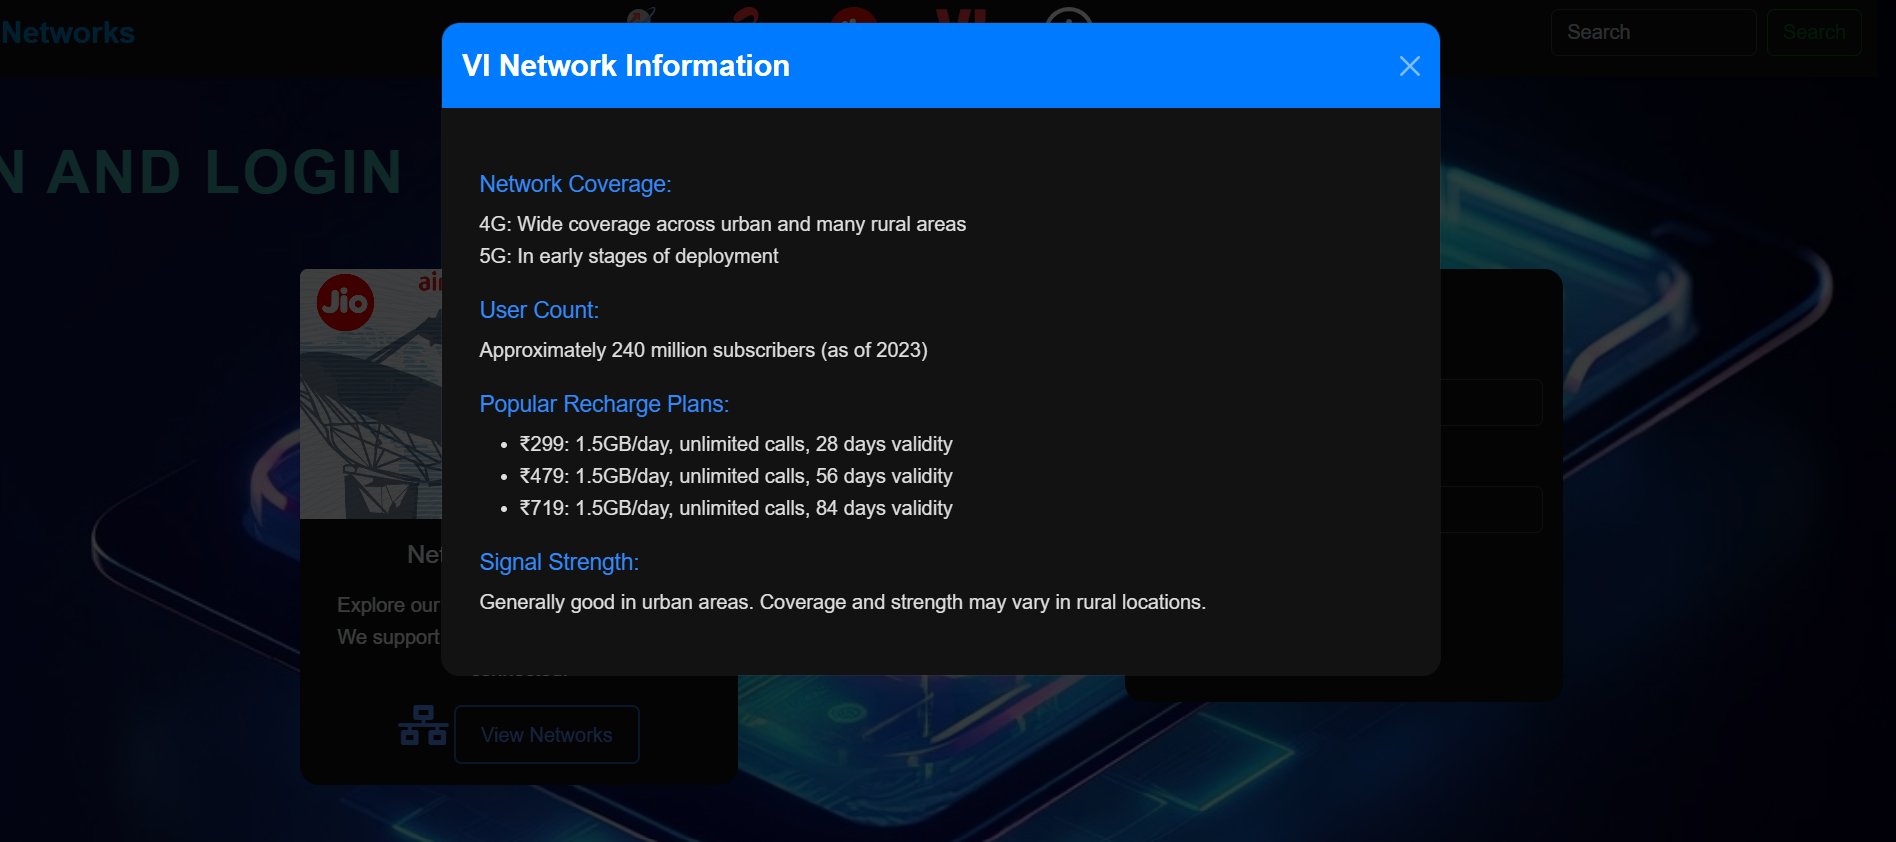 Networks
VI
Search
Search
VI Network Information
N AND LOGIN
Network Coverage:
4G: Wide coverage across urban and many rural areas
5G: In early stages of deployment
Jio
User Count:
Approximately 240 million subscribers (as of 2023)
Popular Recharge Plans:
• ₹299: 1.5GB/day, unlimited calls, 28 days validity
• ₹479: 1.5GB/day, unlimited calls, 56 days validity
• ₹719: 1.5GB/day, unlimited calls, 84 days validity
Signal Strength:
Generally good in urban areas. Coverage and strength may vary in rural locations.
Explore our
We support
View Networks